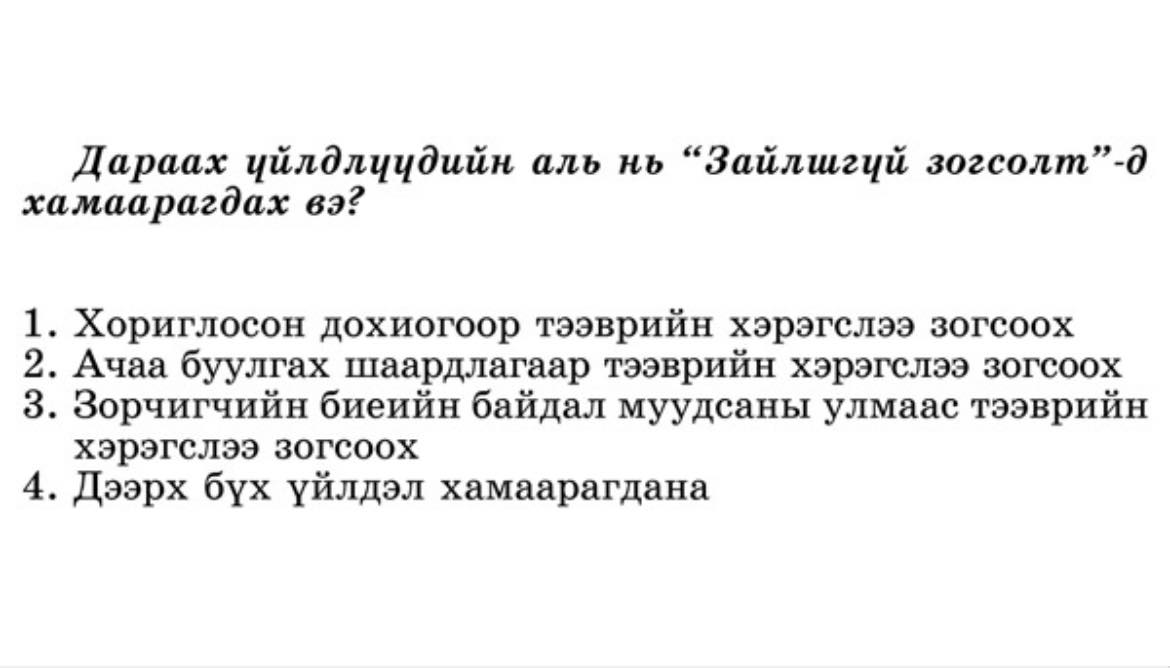 Дараах үйлдлүүдийн аль нь “Зайлшгүй зогсолт”-д
хамаарагдах вэ?
1. Хориглосон дохиогоор тээврийн хэрэгслээ зогсоох
2. Ачаа буулгах шаардлагаар тээврийн хэрэгслээ зогсоох
3. Зорчигчийн биеийн байдал муудсаны улмаас тээврийн
хэрэгслээ зогсоох
4. Дээрх бүх үйлдэл хамаарагдана